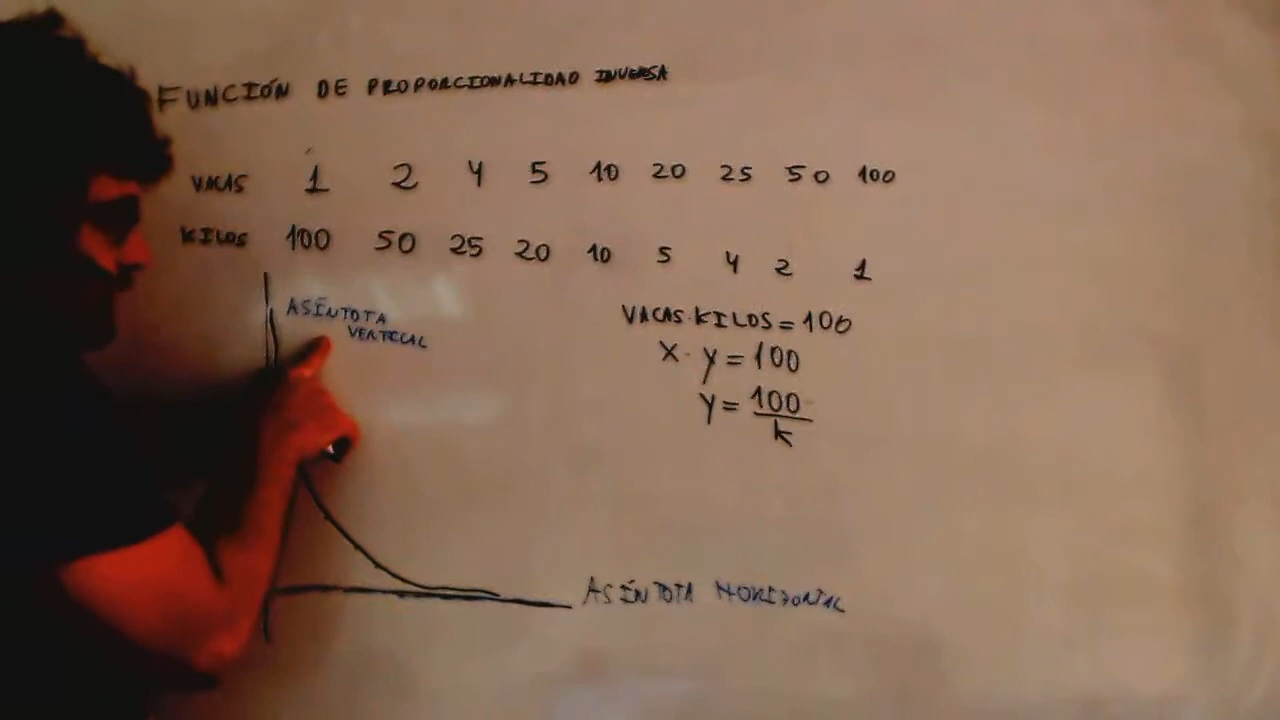 FUNCIÓN DE PROPORCIONALIDAD INVERSA
VACAS 1 2 4 5 10 20 25 50 100
KILOS 100 50 25 20 10 5 4 2 1
ASÍNTOTA
VERTICAL
VACAS·KILOS=100
X·y=100
y=100/k
ASÍNTOTA HORIZONTAL